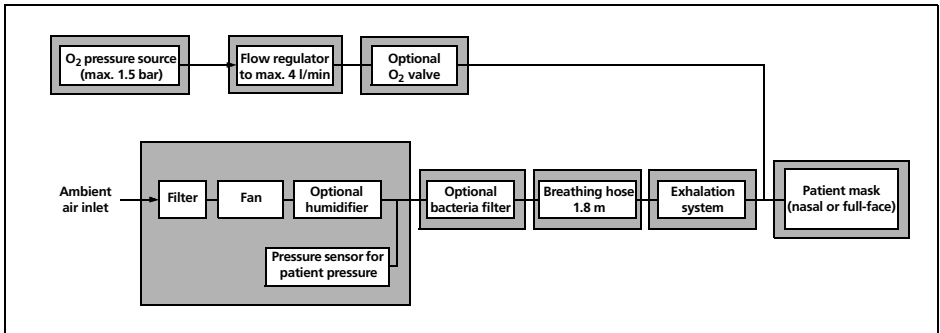 O2 pressure source
(max. 1.5 bar)
Flow regulator
to max. 4 l/min
Optional
O2 valve
Ambient
air inlet
Filter
Fan
Optional
humidifier
Pressure sensor for
patient pressure
Optional
bacteria filter
Breathing hose
1.8 m
Exhalation
system
Patient mask
(nasal or full-face)